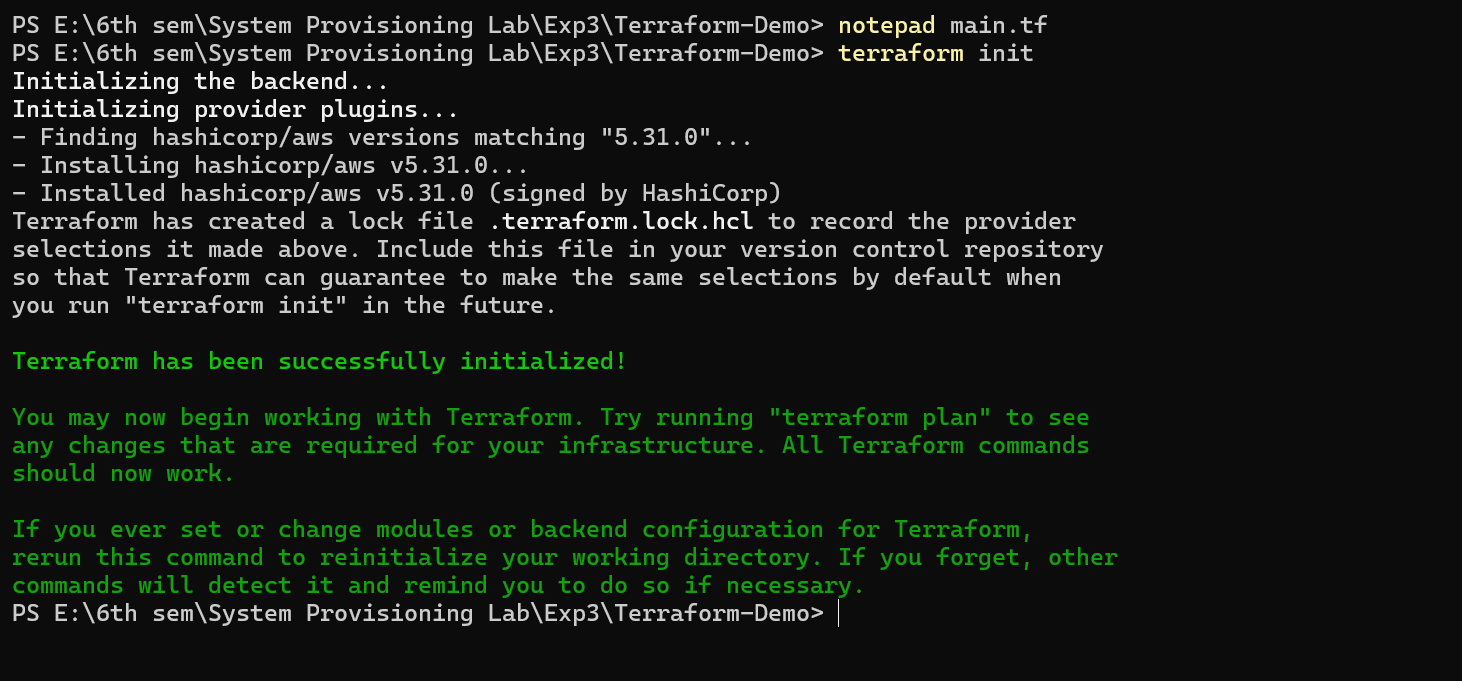 PS E:\6th sem\System Provisioning Lab\Exp3\Terraform-Demo> notepad main.tf
PS E:\6th sem\System Provisioning Lab\Exp3\Terraform-Demo> terraform init
Initializing the backend...
Initializing provider plugins...
- Finding hashicorp/aws versions matching "5.31.0"...
- Installing hashicorp/aws v5.31.0...
- Installed hashicorp/aws v5.31.0 (signed by HashiCorp)
Terraform has created a lock file .terraform.lock.hcl to record the provider
selections it made above. Include this file in your version control repository
so that Terraform can guarantee to make the same selections by default when
you run "terraform init" in the future.
Terraform has been successfully initialized!
You may now begin working with Terraform. Try running "terraform plan" to see
any changes that are required for your infrastructure. All Terraform commands
should now work.
If you ever set or change modules or backend configuration for Terraform,
rerun this command to reinitialize your working directory. If you forget, other
commands will detect it and remind you to do so if necessary.
PS E:\6th sem\System Provisioning Lab\Exp3\Terraform-Demo>